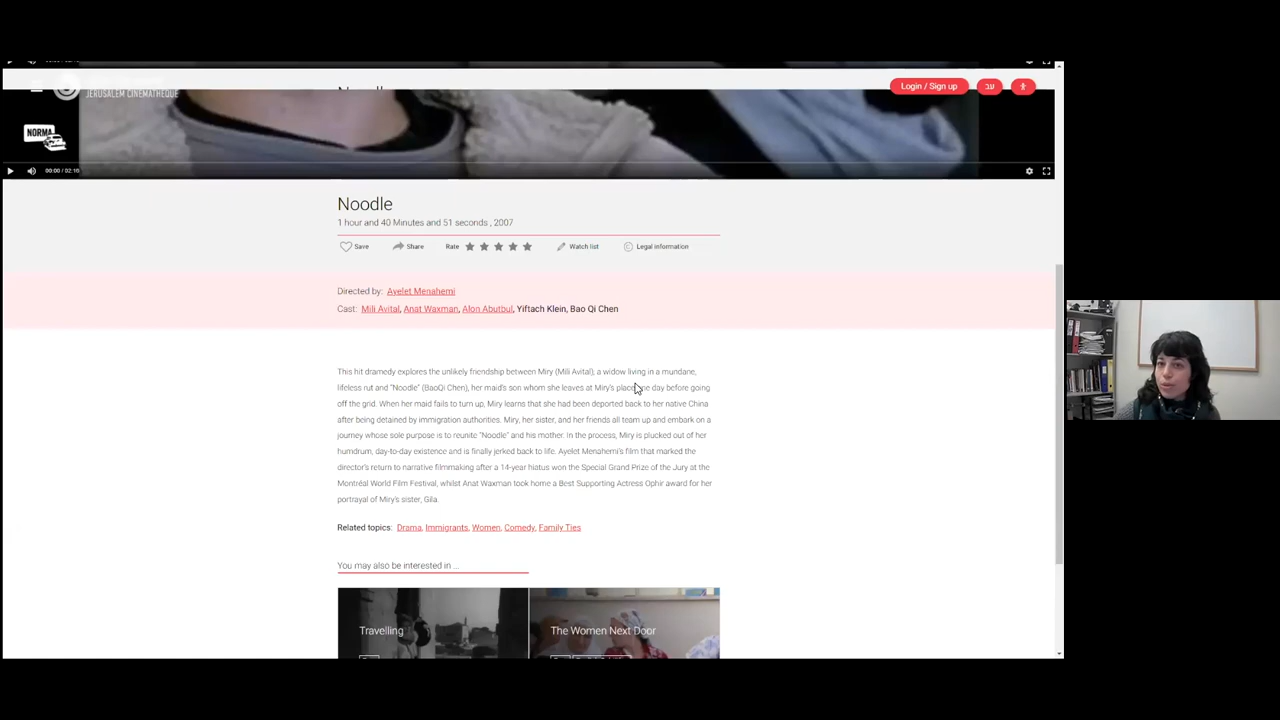 JERUSALEM CINEMATHEQUE
Login / Sign up
עב
NORMA
00:00 / 02:16
Noodle
1 hour and 40 Minutes and 51 seconds , 2007
Save
Share
Rate
Watch list
Legal information
Directed by: Ayelet Menahemi
Cast: Mili Avital, Anat Waxman, Alon Abutbul, Yiftach Klein, Bao Qi Chen
This hit dramedy explores the unlikely friendship between Miry (Mili Avital), a widow living in a mundane,
lifeless rut and "Noodle" (BaoQi Chen), her maid's son whom she leaves at Miry's place one day before going
off the grid. When her maid fails to turn up, Miry learns that she had been deported back to her native China
after being detained by immigration authorities. Miry, her sister, and her friends all team up and embark on a
journey whose sole purpose is to reunite "Noodle" and his mother. In the process, Miry is plucked out of her
humdrum, day-to-day existence and is finally jerked back to life. Ayelet Menahemi's film that marked the
director's return to narrative filmmaking after a 14-year hiatus won the Special Grand Prize of the Jury at the
Montréal World Film Festival, whilst Anat Waxman took home a Best Supporting Actress Ophir award for her
portrayal of Miry's sister, Gila.
Related topics: Drama, Immigrants, Women, Comedy, Family Ties
You may also be interested in ...
Travelling
The Women Next Door